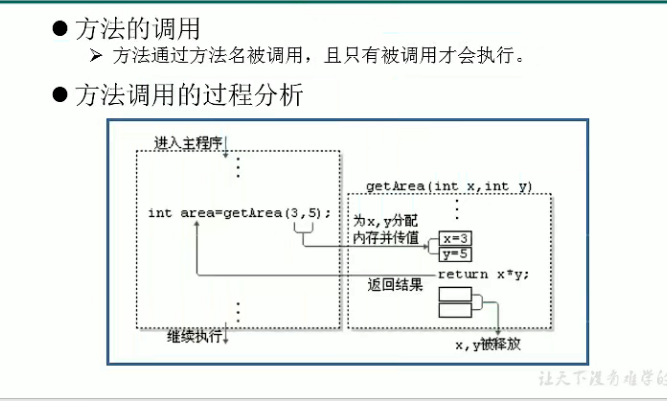 ● 方法的调用
➢ 方法通过方法名被调用，且只有被调用才会执行。
● 方法调用的过程分析
进入主程序
int area=getArea(3,5);
继续执行
getArea(int x,int y)
为x,y分配
内存并传值
x=3
y=5
return x*y;
返回结果
x,y被释放
让天下没有难学的